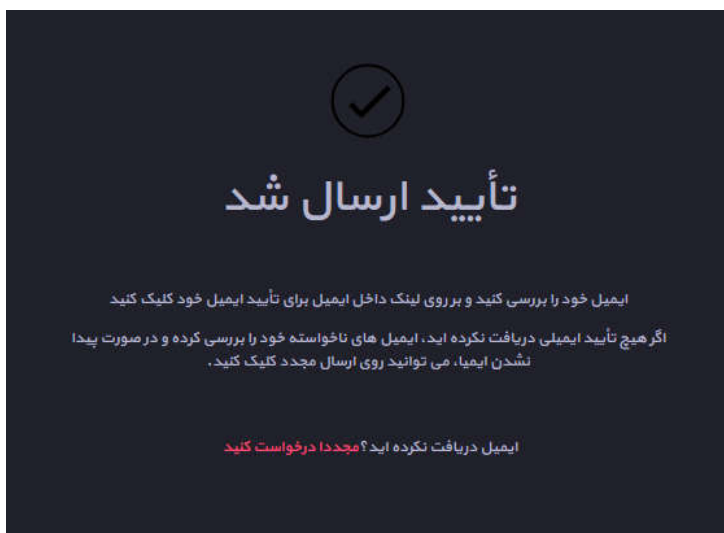 تأیید ارسال شد
ایمیل خود را بررسی کنید و بر روی لینک داخل ایمیل برای تأیید ایمیل خود کلیک کنید
اگر هیچ تأیید ایمیلی دریافت نکرده اید، ایمیل های ناخواسته خود را بررسی کرده و در صورت پیدا
نشدن ایمیا، می توانید روی ارسال مجدد کلیک کنید.
ایمیل دریافت نکرده اید؟مجددا درخواست کنید